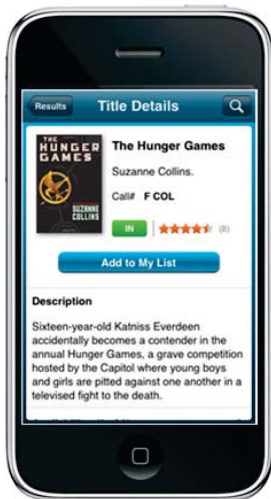 Results
Title Details
THE
HUNGER
GAMES
SUZANNE
COLLINS
The Hunger Games
Suzanne Collins.
Call# F COL
IN
(8)
Add to My List
Description
Sixteen-year-old Katniss Everdeen
accidentally becomes a contender in the
annual Hunger Games, a grave competition
hosted by the Capitol where young boys
and girls are pitted against one another in a
televised fight to the death.